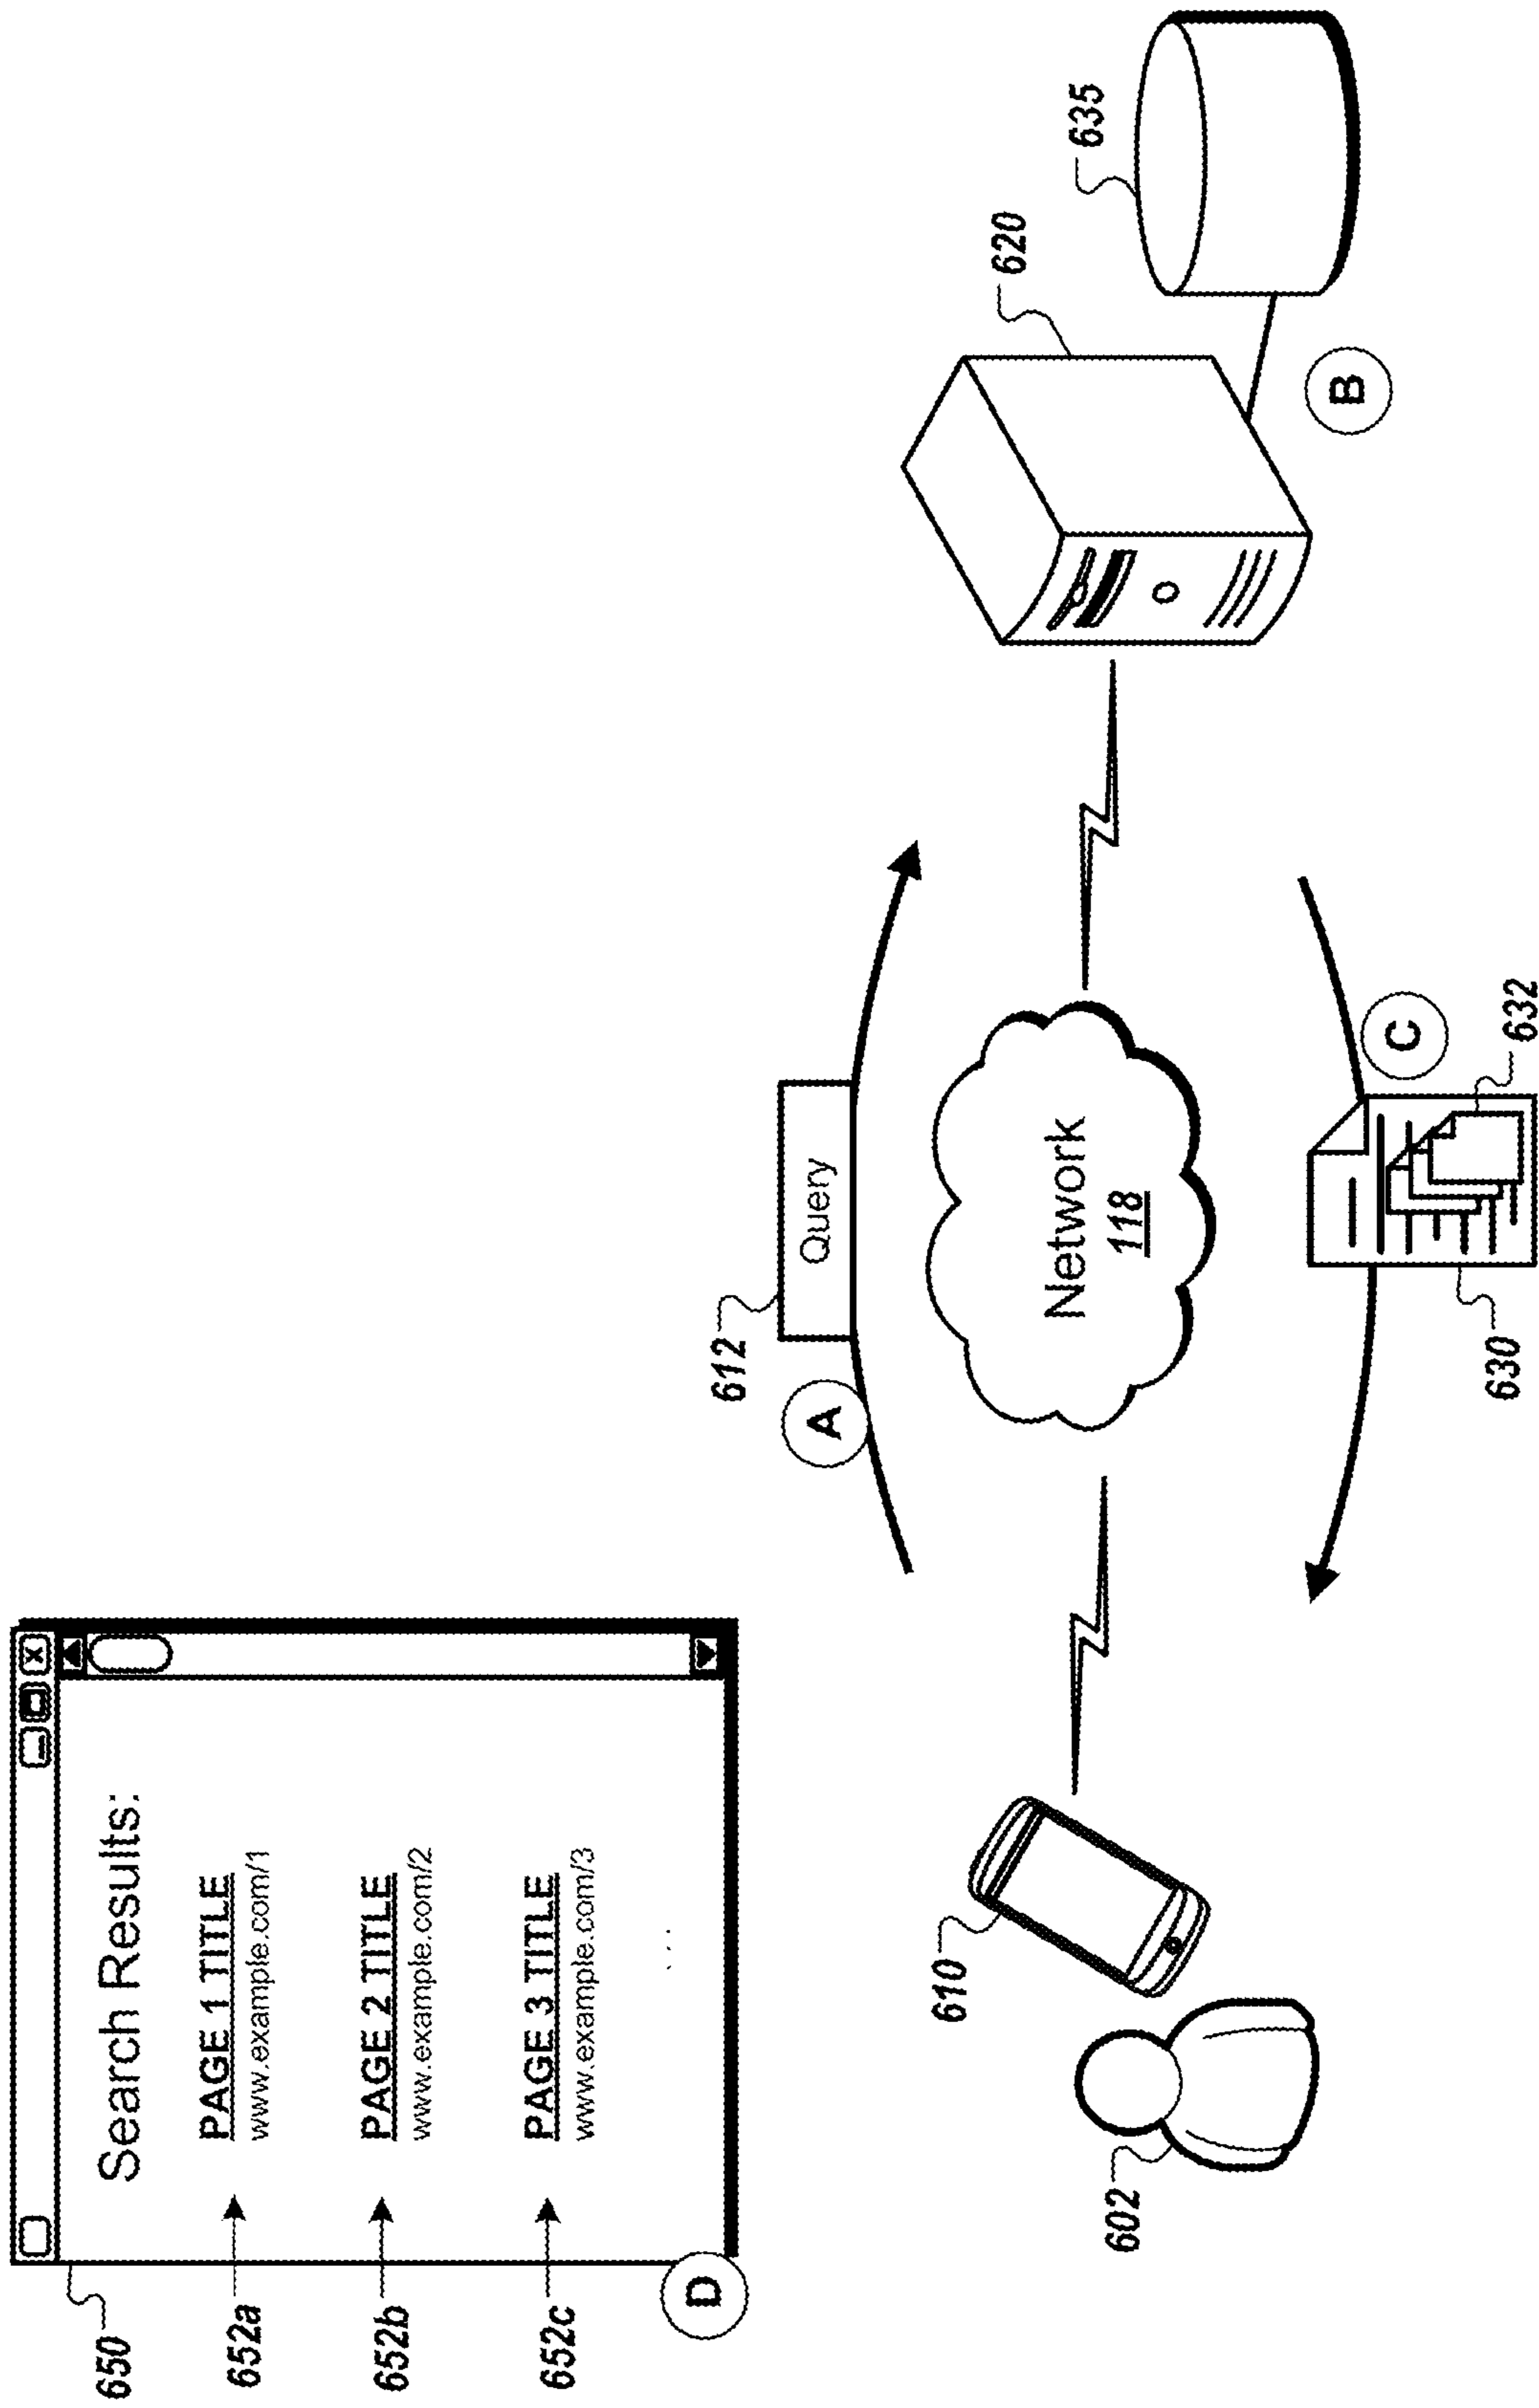 650
Search Results:
652a
PAGE 1 TITLE
www.example.com/1
652b
PAGE 2 TITLE
www.example.com/2
652c
PAGE 3 TITLE
www.example.com/3
. . .
D
X
612
Query
A
620
635
610
Network
118
602
B
C
630
632